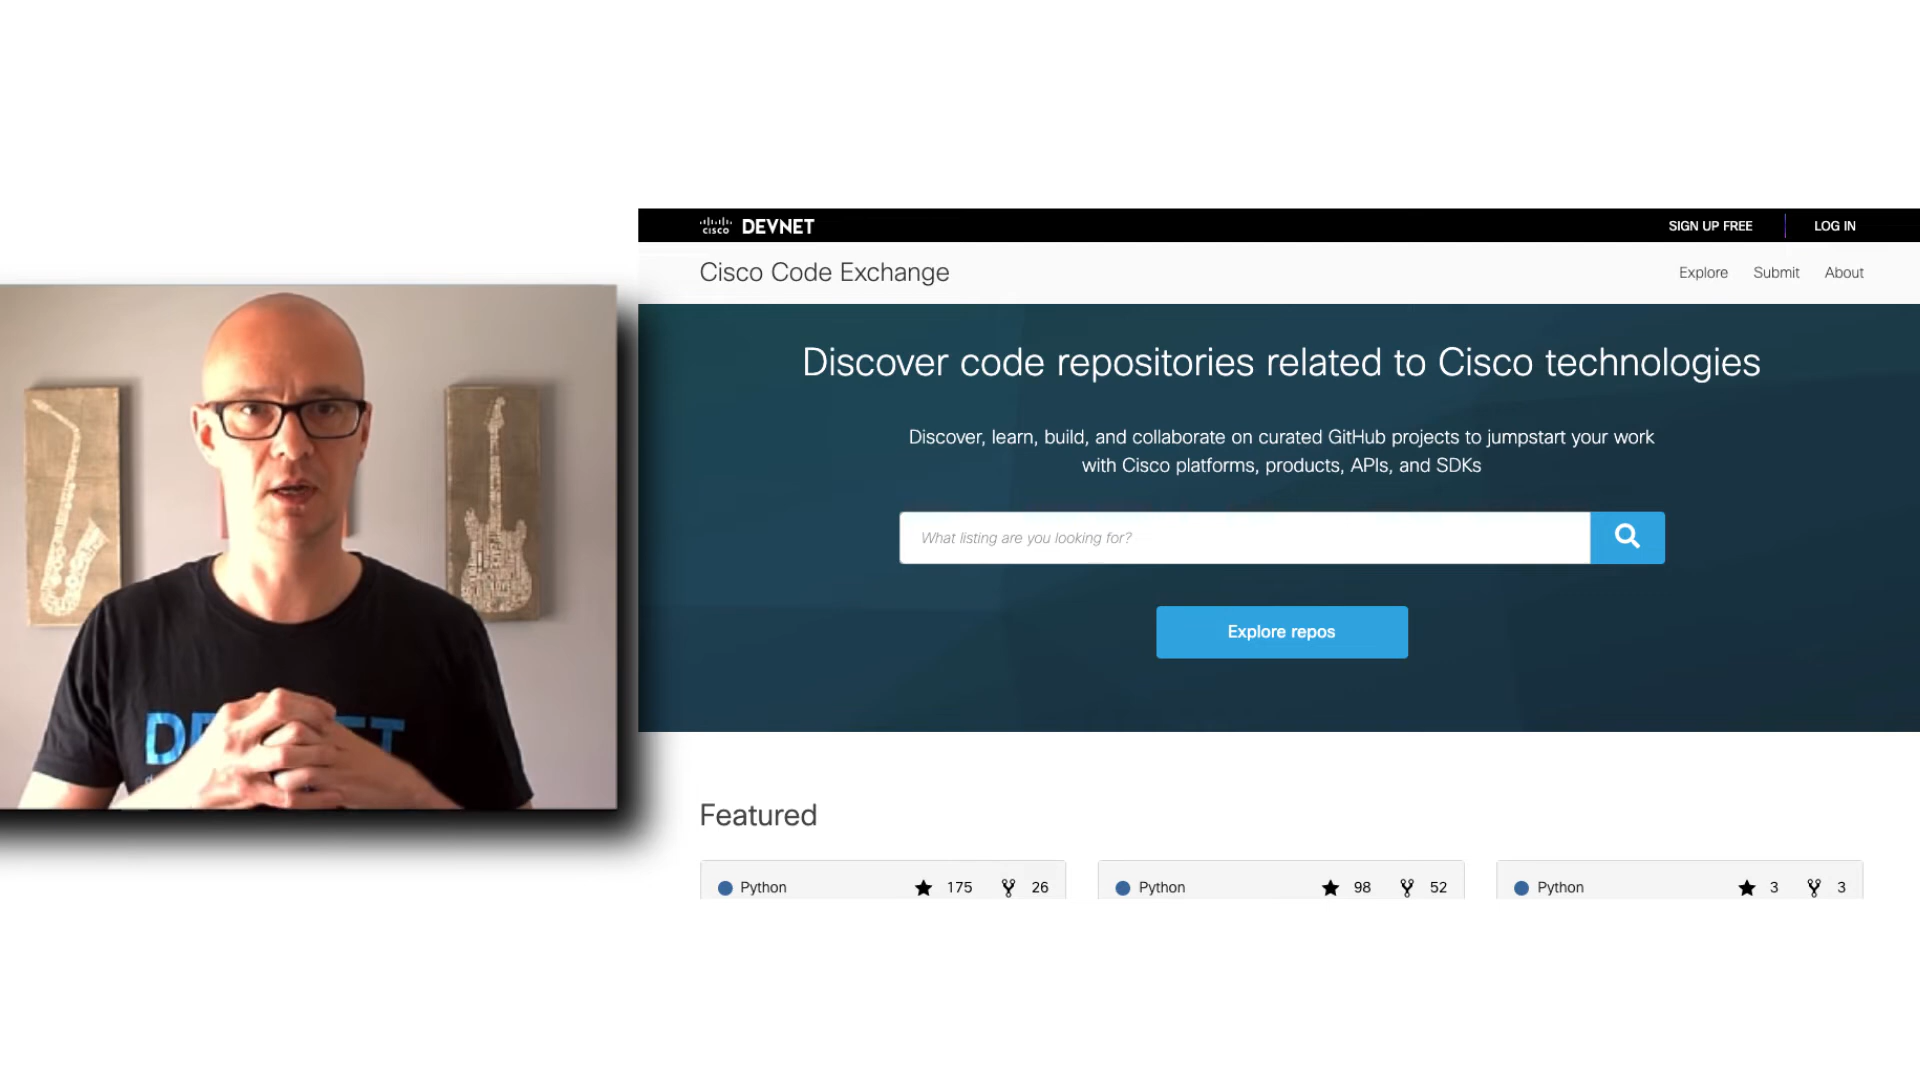 CISCO DEVNET
SIGN UP FREE
LOG IN
Cisco Code Exchange
Explore
Submit
About
Discover code repositories related to Cisco technologies
Discover, learn, build, and collaborate on curated GitHub projects to jumpstart your work
with Cisco platforms, products, APIs, and SDKs
What listing are you looking for?
Explore repos
Featured
Python 175 26
Python 98 52
Python 3 3